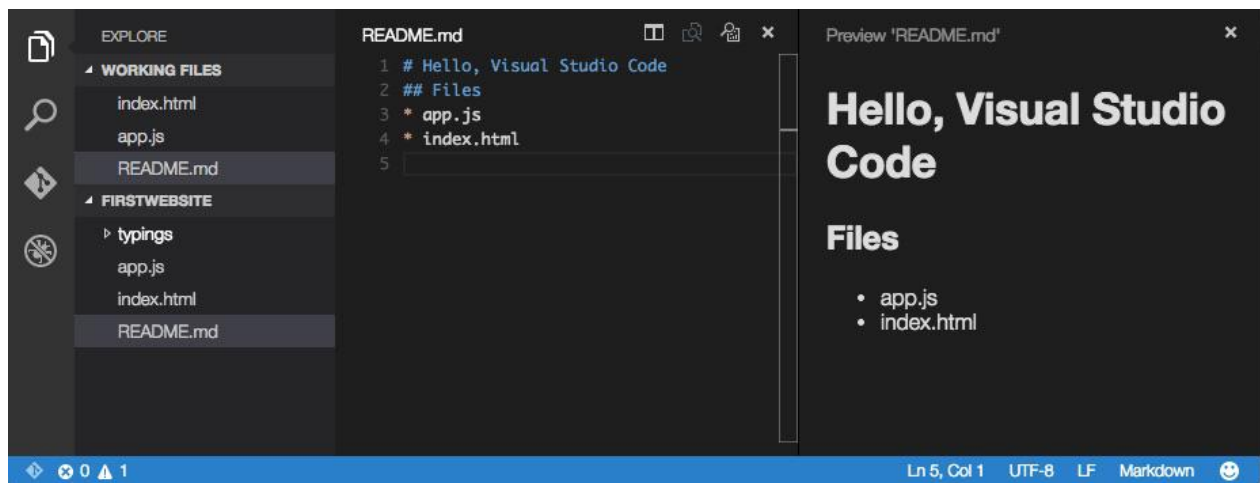 EXPLORE
WORKING FILES
index.html
app.js
README.md
FIRSTWEBSITE
typings
app.js
index.html
README.md
README.md
1 # Hello, Visual Studio Code
2 ## Files
3 * app.js
4 * index.html
5
Preview 'README.md'
Hello, Visual Studio
Code
Files
• app.js
• index.html
0 1
Ln 5, Col 1 UTF-8 LF Markdown